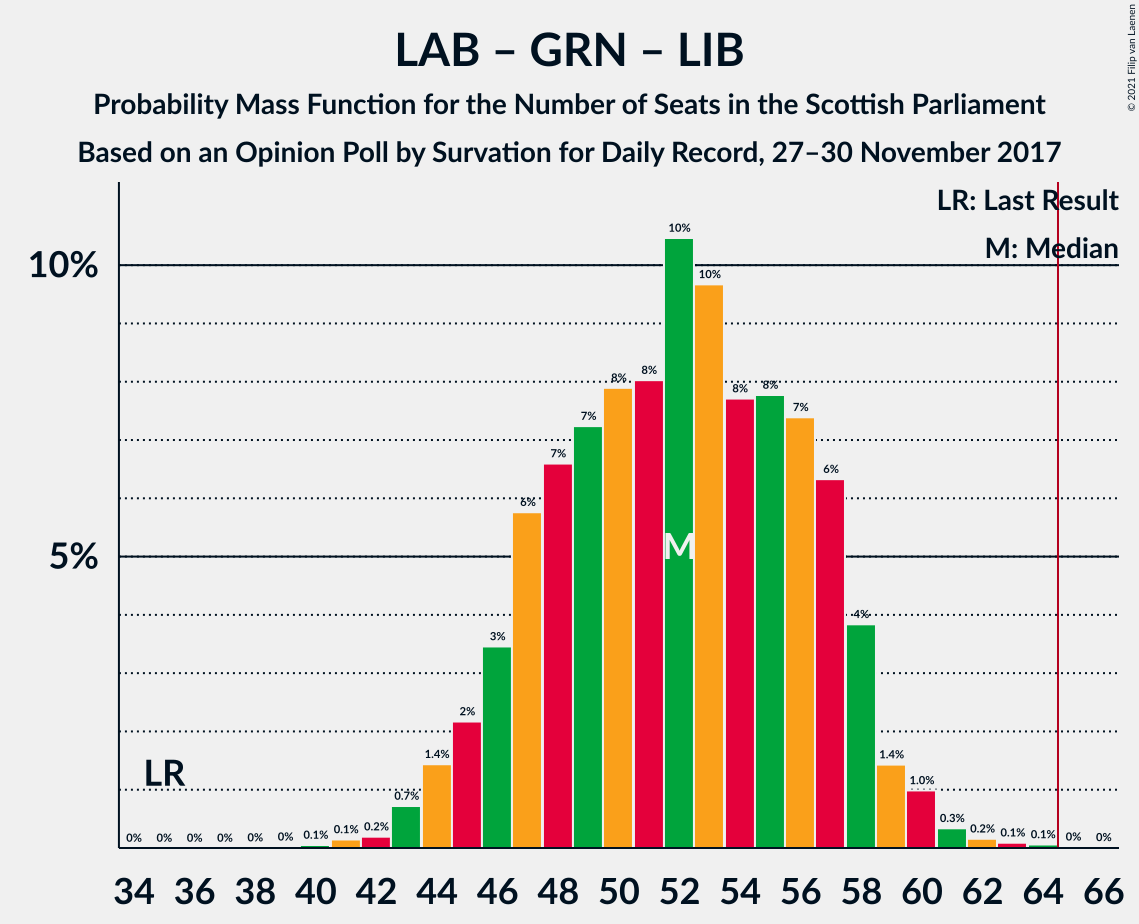 LAB – GRN – LIB
Probability Mass Function for the Number of Seats in the Scottish Parliament
Based on an Opinion Poll by Survation for Daily Record, 27–30 November 2017
© 2021 Filip van Laenen
LR: Last Result
M: Median
10%
5%
LR
M
0% 0% 0% 0% 0% 0% 0.1% 0.1% 0.2% 0.7% 1.4% 2% 3% 6% 7% 7% 8% 8% 10% 10% 8% 8% 7% 6% 4% 1.4% 1.0% 0.3% 0.2% 0.1% 0.1% 0% 0%
34 36 38 40 42 44 46 48 50 52 54 56 58 60 62 64 66